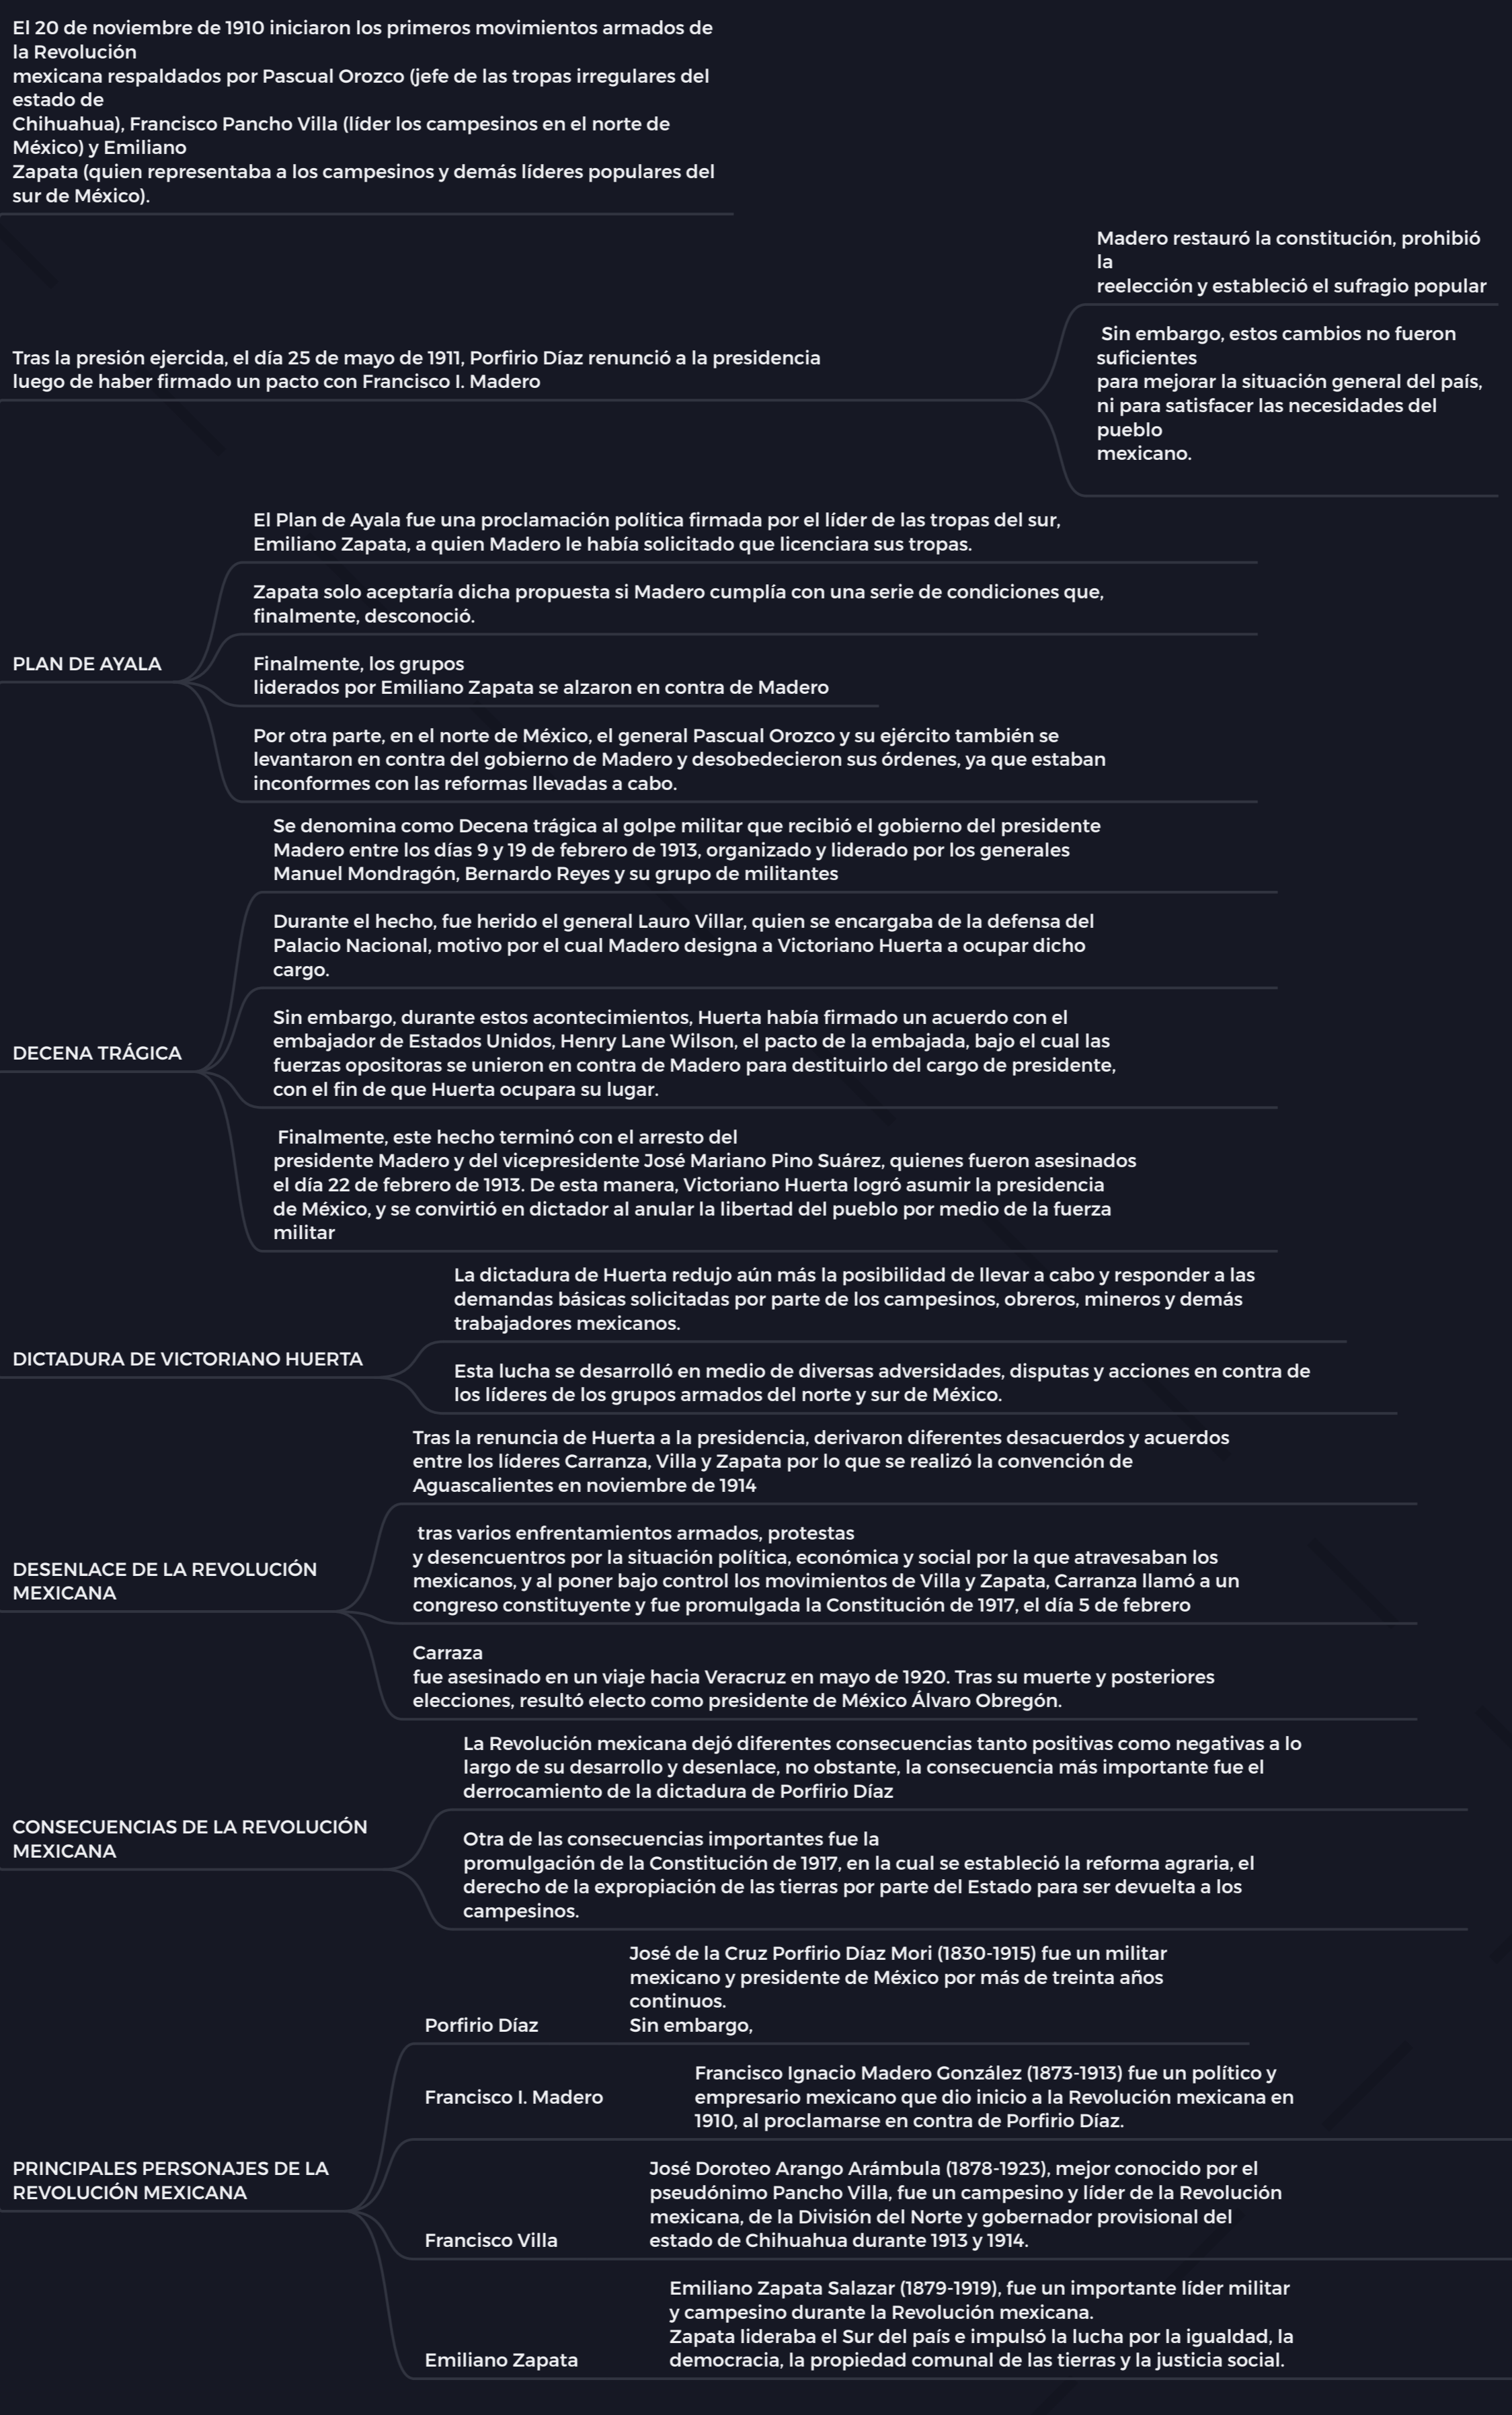 El 20 de noviembre de 1910 iniciaron los primeros movimientos armados de
la Revolución
mexicana respaldados por Pascual Orozco (jefe de las tropas irregulares del
estado de
Chihuahua), Francisco Pancho Villa (líder los campesinos en el norte de
México) y Emiliano
Zapata (quien representaba a los campesinos y demás líderes populares del
sur de México).
Tras la presión ejercida, el día 25 de mayo de 1911, Porfirio Díaz renunció a la presidencia
luego de haber firmado un pacto con Francisco I. Madero
Madero restauró la constitución, prohibió
la
reelección y estableció el sufragio popular
Sin embargo, estos cambios no fueron
suficientes
para mejorar la situación general del país,
ni para satisfacer las necesidades del
pueblo
mexicano.
PLAN DE AYALA
El Plan de Ayala fue una proclamación política firmada por el líder de las tropas del sur,
Emiliano Zapata, a quien Madero le había solicitado que licenciara sus tropas.
Zapata solo aceptaría dicha propuesta si Madero cumplía con una serie de condiciones que,
finalmente, desconoció.
Finalmente, los grupos
liderados por Emiliano Zapata se alzaron en contra de Madero
Por otra parte, en el norte de México, el general Pascual Orozco y su ejército también se
levantaron en contra del gobierno de Madero y desobedecieron sus órdenes, ya que estaban
inconformes con las reformas llevadas a cabo.
DECENA TRÁGICA
Se denomina como Decena trágica al golpe militar que recibió el gobierno del presidente
Madero entre los días 9 y 19 de febrero de 1913, organizado y liderado por los generales
Manuel Mondragón, Bernardo Reyes y su grupo de militantes
Durante el hecho, fue herido el general Lauro Villar, quien se encargaba de la defensa del
Palacio Nacional, motivo por el cual Madero designa a Victoriano Huerta a ocupar dicho
cargo.
Sin embargo, durante estos acontecimientos, Huerta había firmado un acuerdo con el
embajador de Estados Unidos, Henry Lane Wilson, el pacto de la embajada, bajo el cual las
fuerzas opositoras se unieron en contra de Madero para destituirlo del cargo de presidente,
con el fin de que Huerta ocupara su lugar.
Finalmente, este hecho terminó con el arresto del
presidente Madero y del vicepresidente José Mariano Pino Suárez, quienes fueron asesinados
el día 22 de febrero de 1913. De esta manera, Victoriano Huerta logró asumir la presidencia
de México, y se convirtió en dictador al anular la libertad del pueblo por medio de la fuerza
militar
DICTADURA DE VICTORIANO HUERTA
La dictadura de Huerta redujo aún más la posibilidad de llevar a cabo y responder a las
demandas básicas solicitadas por parte de los campesinos, obreros, mineros y demás
trabajadores mexicanos.
Esta lucha se desarrolló en medio de diversas adversidades, disputas y acciones en contra de
los líderes de los grupos armados del norte y sur de México.
DESENLACE DE LA REVOLUCIÓN
MEXICANA
Tras la renuncia de Huerta a la presidencia, derivaron diferentes desacuerdos y acuerdos
entre los líderes Carranza, Villa y Zapata por lo que se realizó la convención de
Aguascalientes en noviembre de 1914
tras varios enfrentamientos armados, protestas
y desencuentros por la situación política, económica y social por la que atravesaban los
mexicanos, y al poner bajo control los movimientos de Villa y Zapata, Carranza llamó a un
congreso constituyente y fue promulgada la Constitución de 1917, el día 5 de febrero
Carraza
fue asesinado en un viaje hacia Veracruz en mayo de 1920. Tras su muerte y posteriores
elecciones, resultó electo como presidente de México Álvaro Obregón.
CONSECUENCIAS DE LA REVOLUCIÓN
MEXICANA
La Revolución mexicana dejó diferentes consecuencias tanto positivas como negativas a lo
largo de su desarrollo y desenlace, no obstante, la consecuencia más importante fue el
derrocamiento de la dictadura de Porfirio Díaz
Otra de las consecuencias importantes fue la
promulgación de la Constitución de 1917, en la cual se estableció la reforma agraria, el
derecho de la expropiación de las tierras por parte del Estado para ser devuelta a los
campesinos.
PRINCIPALES PERSONAJES DE LA
REVOLUCIÓN MEXICANA
Porfirio Díaz
José de la Cruz Porfirio Díaz Mori (1830-1915) fue un militar
mexicano y presidente de México por más de treinta años
continuos.
Sin embargo,
Francisco I. Madero
Francisco Ignacio Madero González (1873-1913) fue un político y
empresario mexicano que dio inicio a la Revolución mexicana en
1910, al proclamarse en contra de Porfirio Díaz.
Francisco Villa
José Doroteo Arango Arámbula (1878-1923), mejor conocido por el
pseudónimo Pancho Villa, fue un campesino y líder de la Revolución
mexicana, de la División del Norte y gobernador provisional del
estado de Chihuahua durante 1913 y 1914.
Emiliano Zapata
Emiliano Zapata Salazar (1879-1919), fue un importante líder militar
y campesino durante la Revolución mexicana.
Zapata lideraba el Sur del país e impulsó la lucha por la igualdad, la
democracia, la propiedad comunal de las tierras y la justicia social.